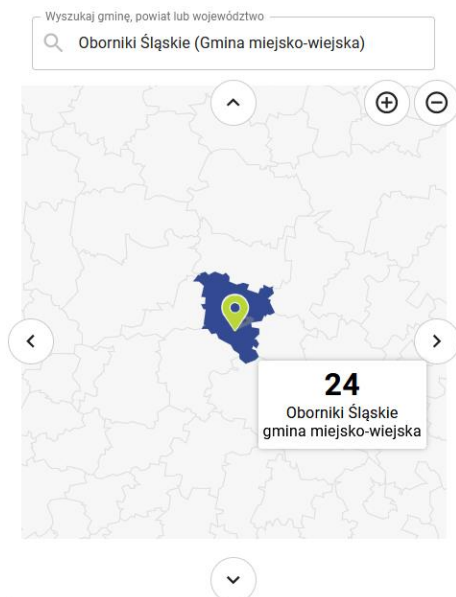 Wyszukaj gminę, powiat lub województwo
Oborniki Śląskie (Gmina miejsko-wiejska)
24
Oborniki Śląskie
gmina miejsko-wiejska